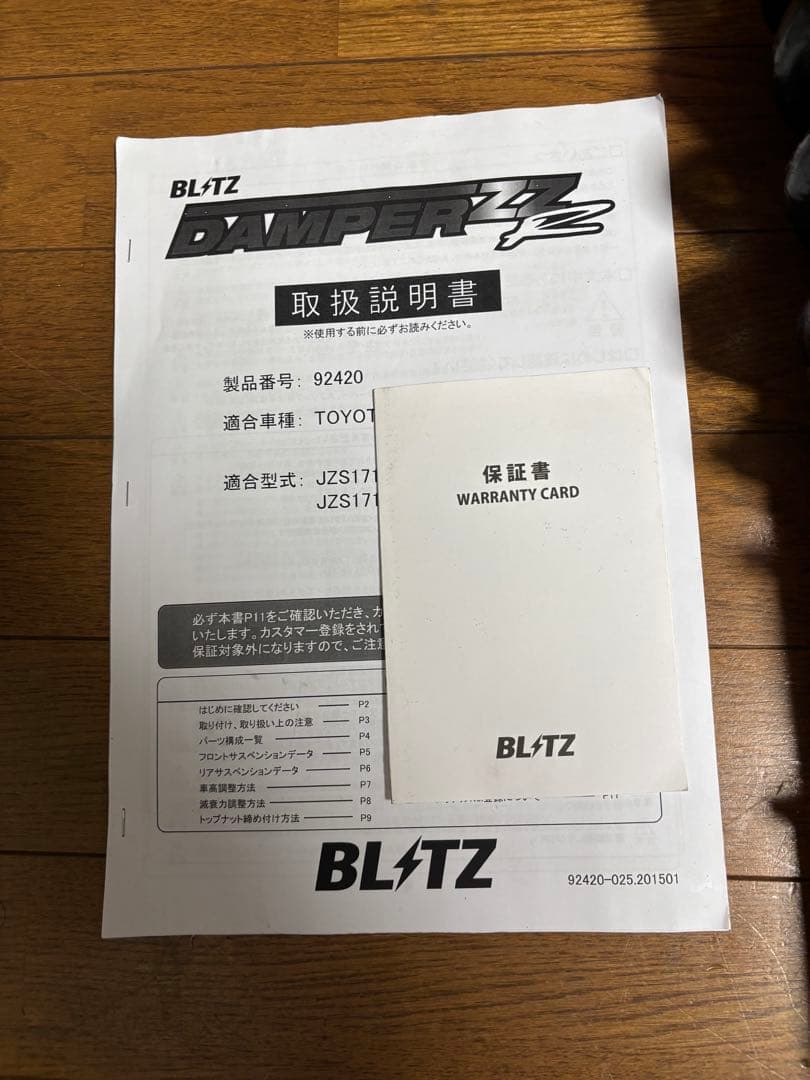 BLITZ
DAMPER ZZR
取扱説明書
※使用する前に必ずお読みください。
製品番号: 92420
適合車種: TOYOT
適合型式: JZS171
JZS171
保証書
WARRANTY CARD
BLITZ
必ず本書P11をご確認いただき、カ
いたします。カスタマー登録をされ
保証対象外になりますので、ご注意
はじめに確認してください P2
取り付け、取り扱い上の注意 P3
パーツ構成一覧 P4
フロントサスペンションデータ P5
リアサスペンションデータ P6
車高調整方法 P7
減衰力調整方法 P8
トップナット締め付け方法 P9
BLITZ
92420-025.201501